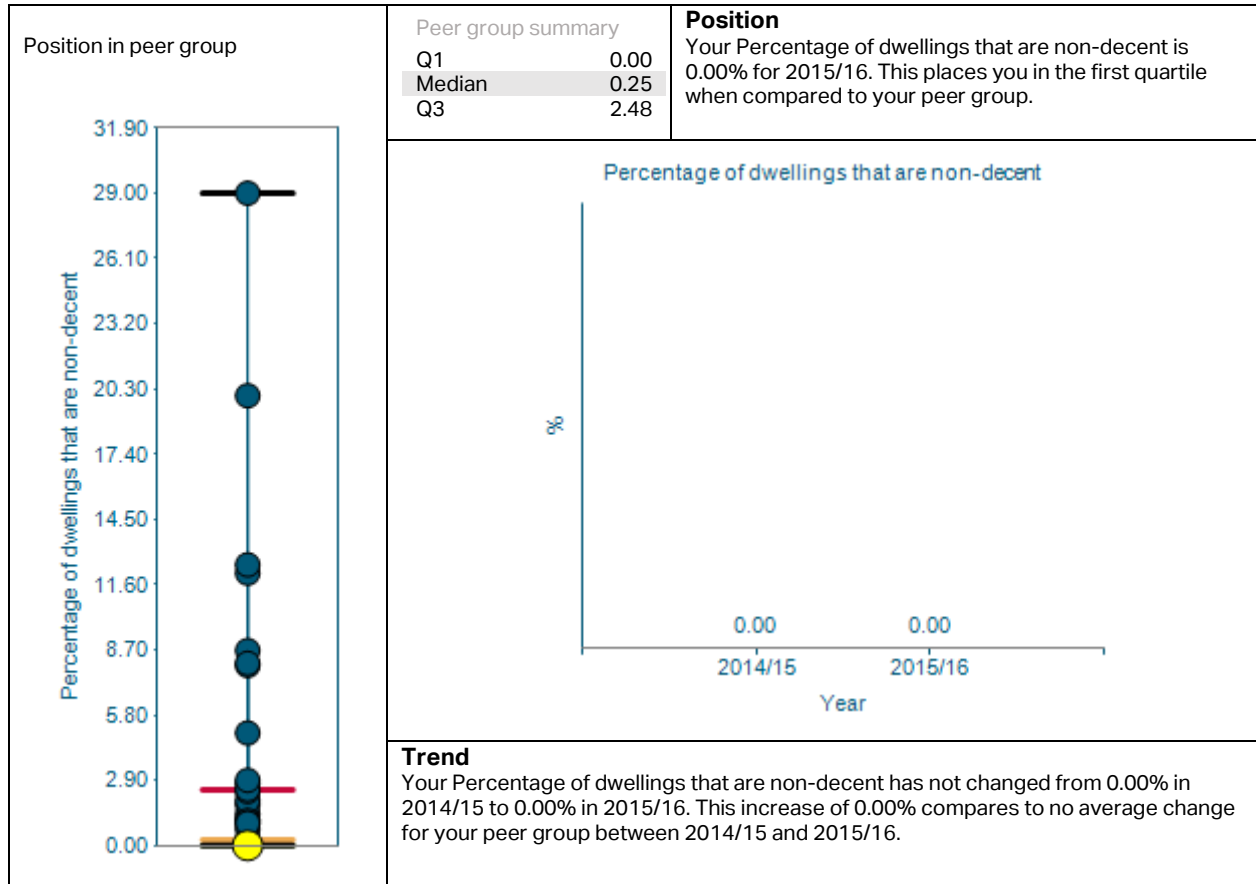 Position in peer group
Peer group summary
Q1 0.00
Median 0.25
Q3 2.48
Position
Your Percentage of dwellings that are non-decent is
0.00% for 2015/16. This places you in the first quartile
when compared to your peer group.
Percentage of dwellings that are non-decent
31.90
29.00
26.10
23.20
20.30
17.40
14.50
11.60
8.70
5.80
2.90
0.00
Percentage of dwellings that are non-decent
%
0.00 0.00
2014/15 2015/16
Year
Trend
Your Percentage of dwellings that are non-decent has not changed from 0.00% in
2014/15 to 0.00% in 2015/16. This increase of 0.00% compares to no average change
for your peer group between 2014/15 and 2015/16.